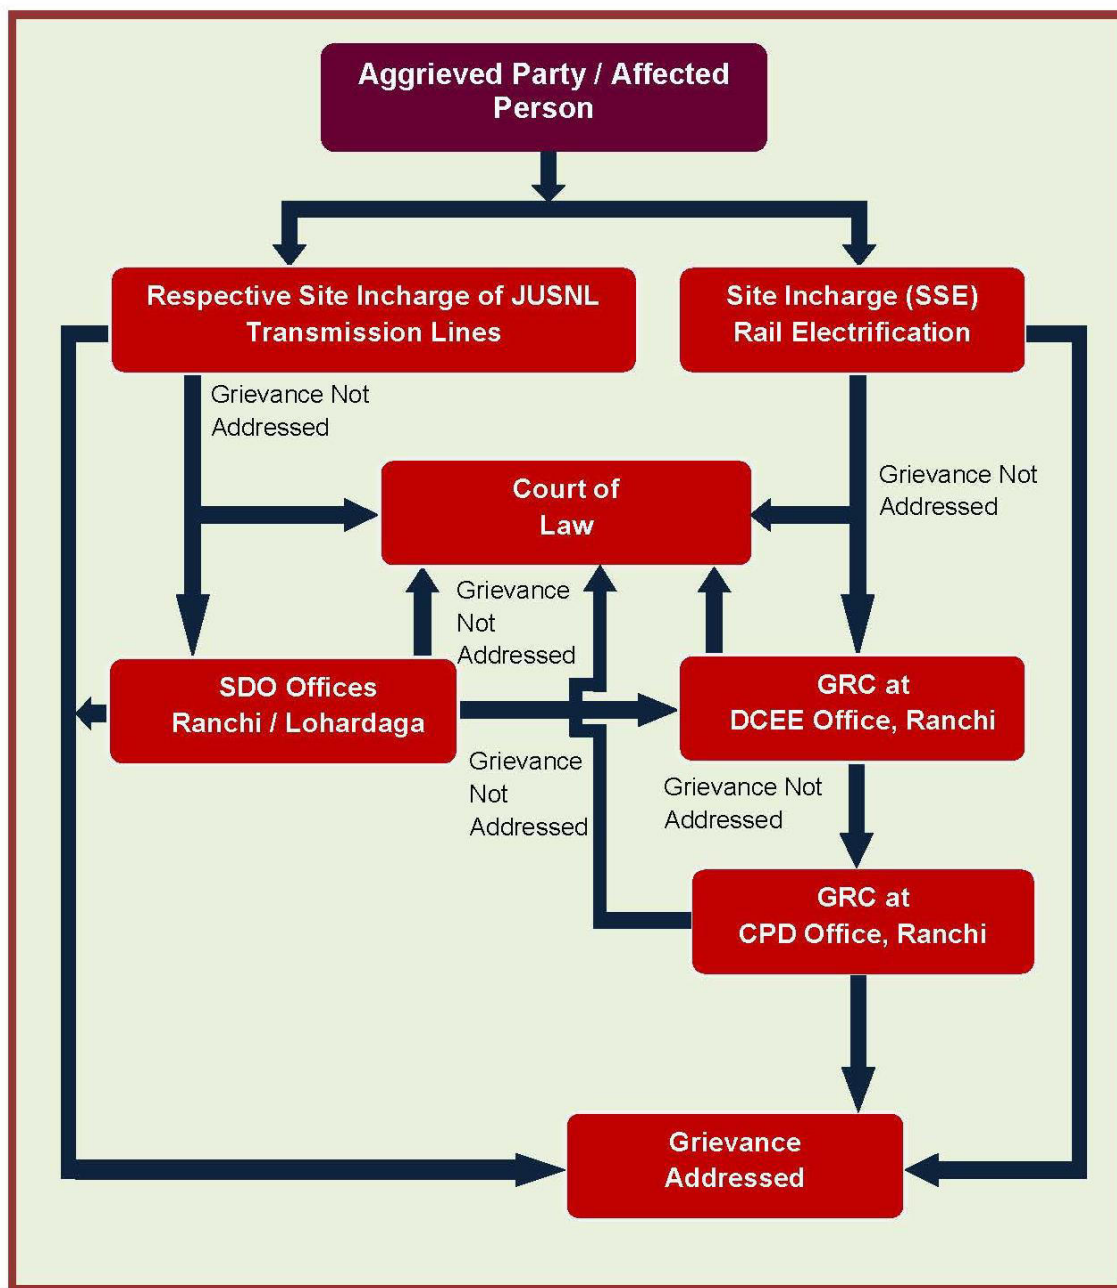 Aggrieved Party / Affected
Person
Respective Site Incharge of JUSNL
Transmission Lines
Site Incharge (SSE)
Rail Electrification
Grievance Not
Addressed
Court of
Law
Grievance Not
Addressed
Grievance
Not
Addressed
SDO Offices
Ranchi / Lohardaga
GRC at
DCEE Office, Ranchi
Grievance
Not
Addressed
Grievance Not
Addressed
GRC at
CPD Office, Ranchi
Grievance
Addressed